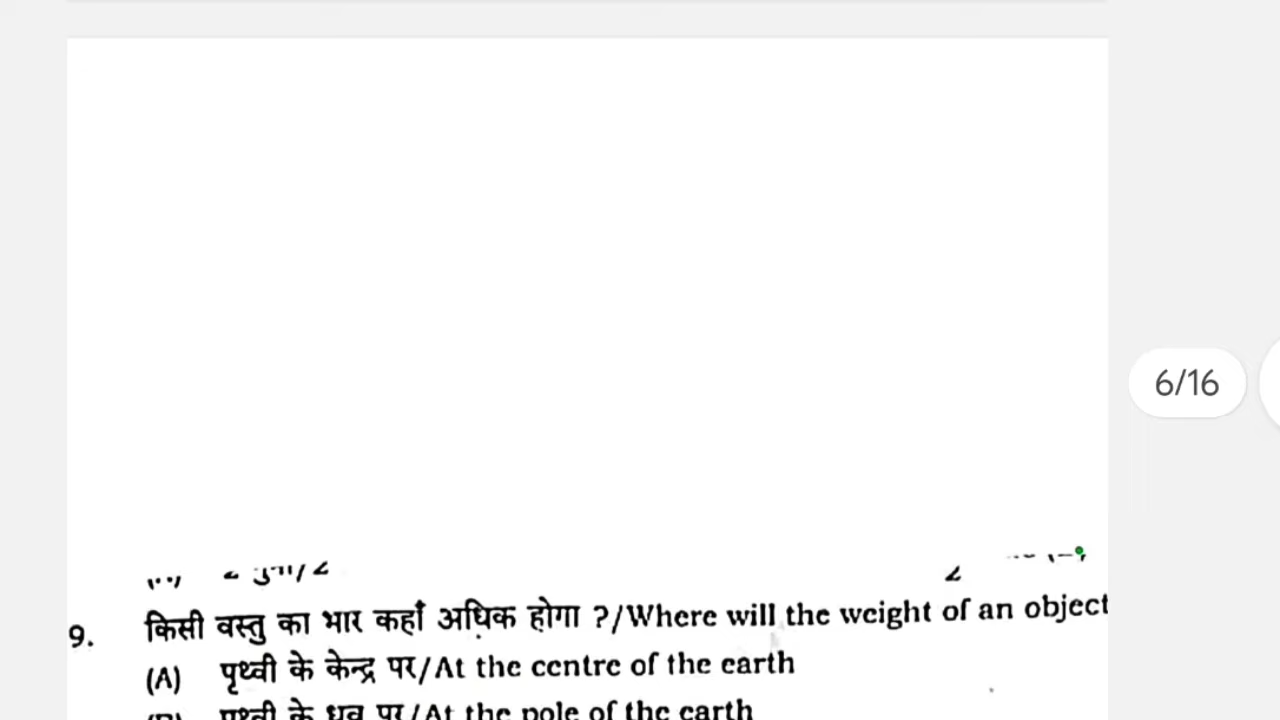 6/16
9. किसी वस्तु का भार कहाँ अधिक होगा ?/Where will the weight of an object
(A) पृथ्वी के केन्द्र पर/At the centre of the earth
पृथ्वी के ध्रुव पर/At the pole of the earth